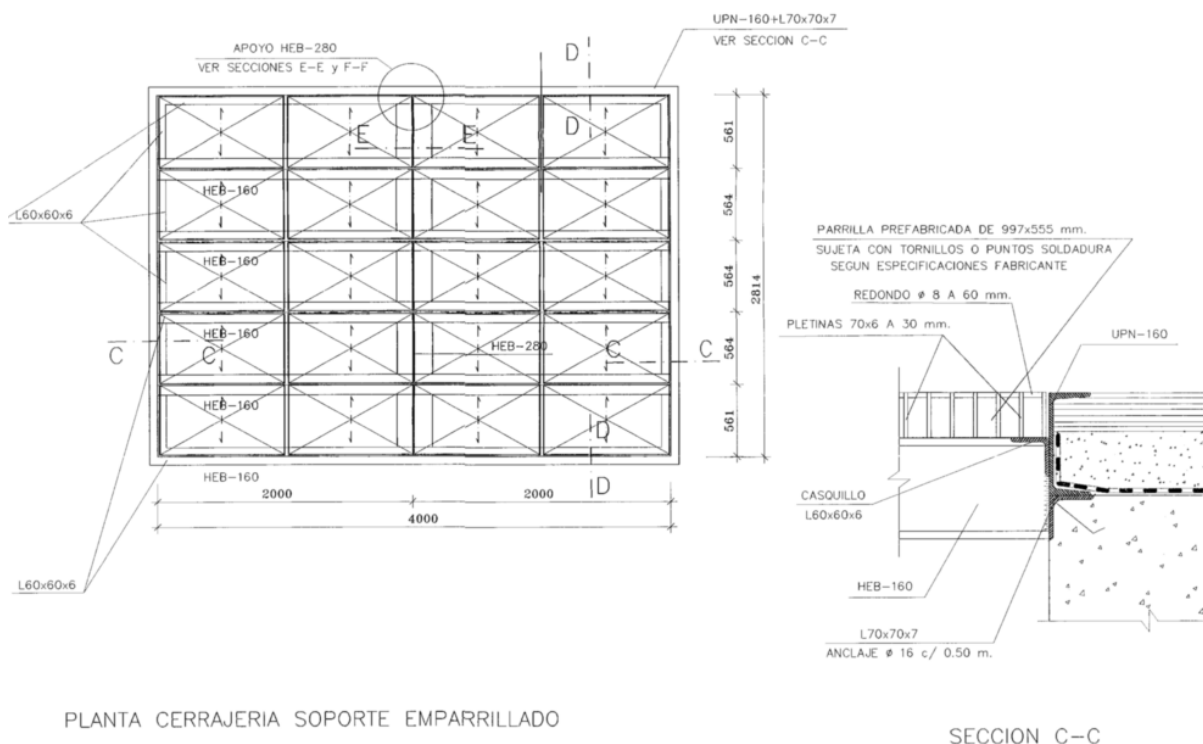 UPN-160+L70x70x7
VER SECCION C-C
APOYO HEB-280
VER SECCIONES E-E y F-F
D
D
E
E
561
HEB-160
564
L60x60x6
HEB-160
564
2814
HEB-160
564
C
C
HEB-280
C
C
HEB-160
561
D
D
HEB-160
2000
2000
4000
L60x60x6
PARRILLA PREFABRICADA DE 997x555 mm.
SUJETA CON TORNILLOS O PUNTOS SOLDADURA
SEGUN ESPECIFICACIONES FABRICANTE
REDONDO ø 8 A 60 mm.
PLETINAS 70x6 A 30 mm.
UPN-160
CASQUILLO
L60x60x6
HEB-160
L70x70x7
ANCLAJE ø 16 c/ 0.50 m.
PLANTA CERRAJERIA SOPORTE EMPARRILLADO
SECCION C-C